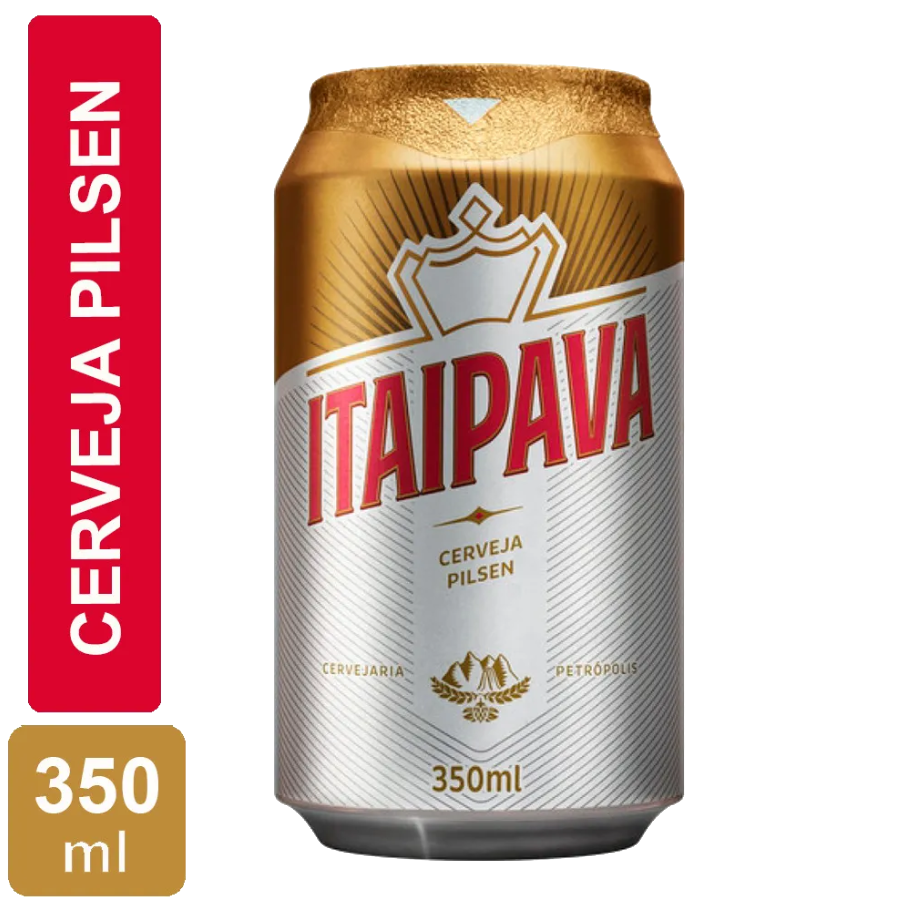 CERVEJA PILSEN
350
ml
ITAIPAVA
CERVEJA
PILSEN
CERVEJARIA PETRÓPOLIS
350ml